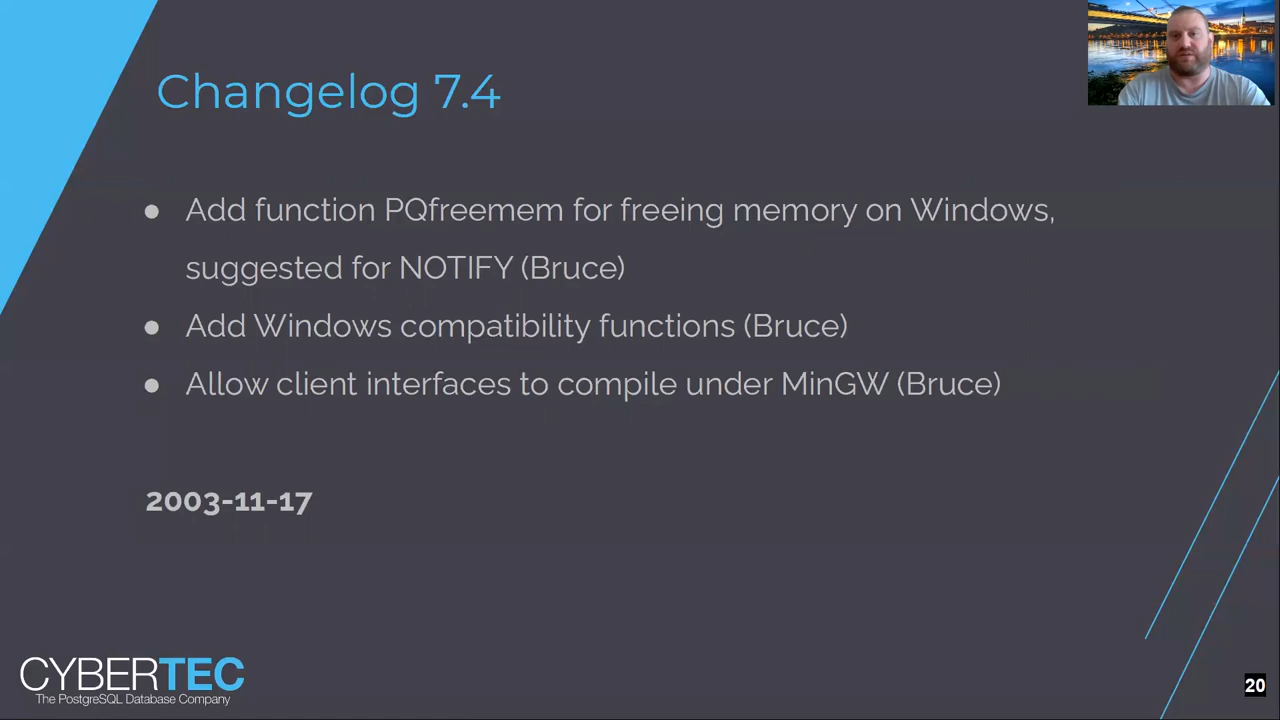 Changelog 7.4
● Add function PQfreemem for freeing memory on Windows,
suggested for NOTIFY (Bruce)
● Add Windows compatibility functions (Bruce)
● Allow client interfaces to compile under MinGW (Bruce)
2003-11-17
CYBERTEC
The PostgreSQL Database Company
20